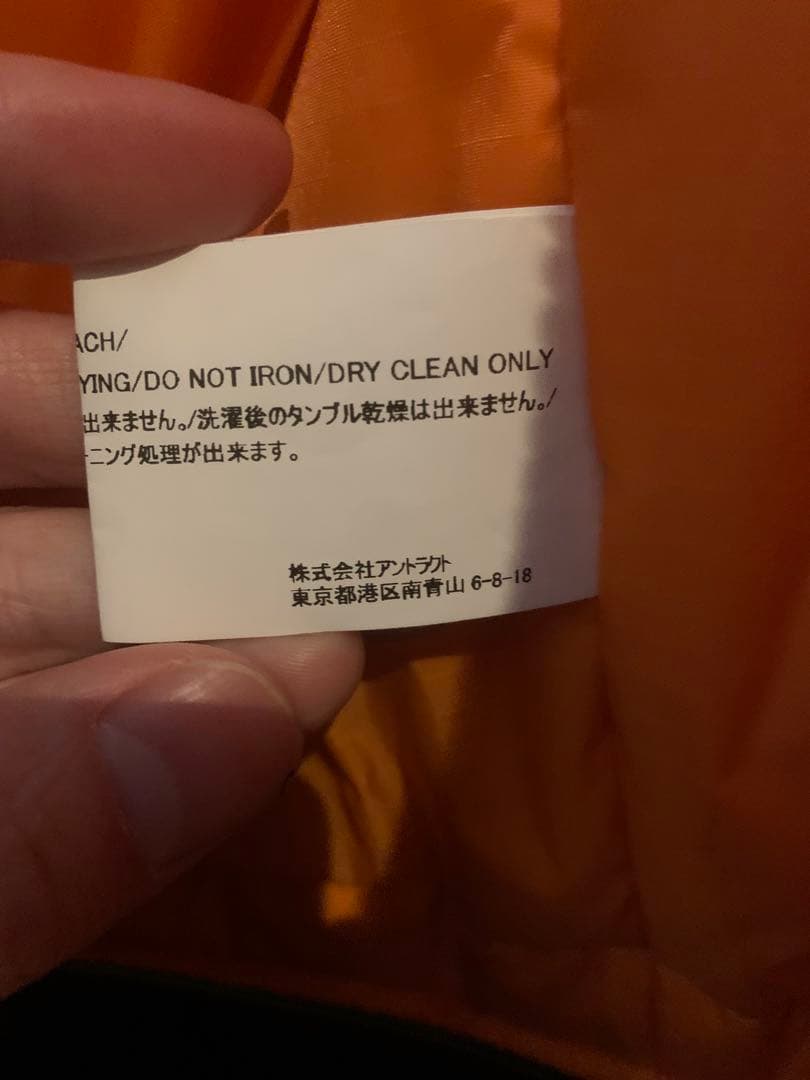 ACH/
YING/DO NOT IRON/DRY CLEAN ONLY
出来ません。/洗濯後のタンブル乾燥は出来ません。/
ーニング処理が出来ます。
株式会社アントラクト
東京都港区南青山 6-8-18